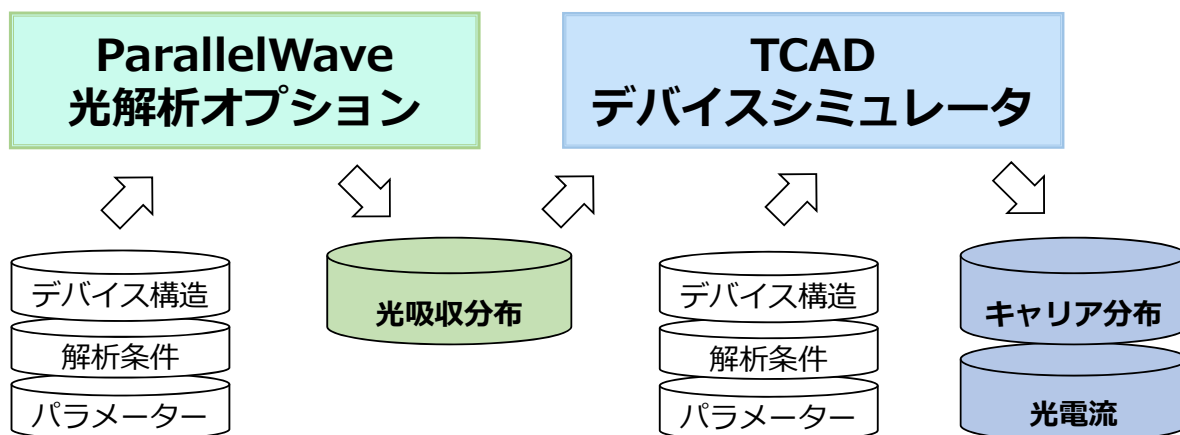 ParallelWave
光解析オプション
TCAD
デバイスシミュレータ
デバイス構造
解析条件
パラメーター
光吸収分布
デバイス構造
解析条件
パラメーター
キャリア分布
光電流